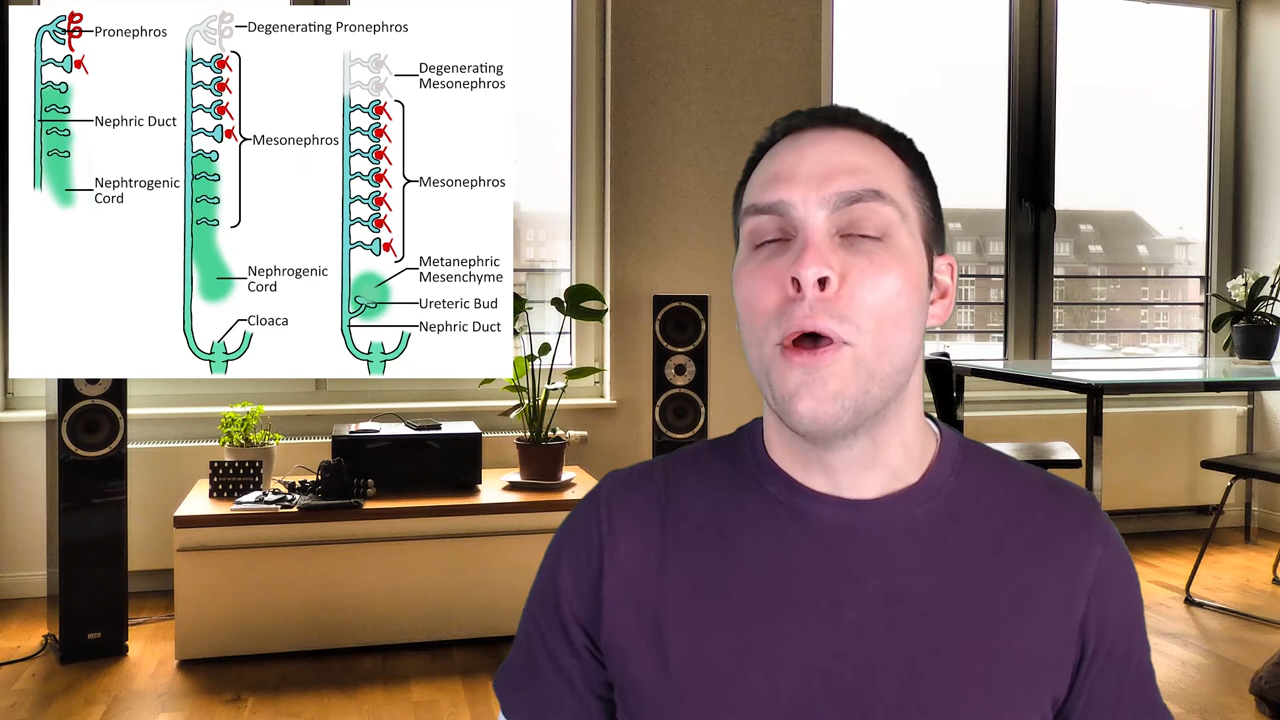 Pronephros
Nephric Duct
Nephtrogenic
Cord
Degenerating Pronephros
Mesonephros
Nephrogenic
Cord
Cloaca
Degenerating
Mesonephros
Mesonephros
Metanephric
Mesenchyme
Ureteric Bud
Nephric Duct
HECO